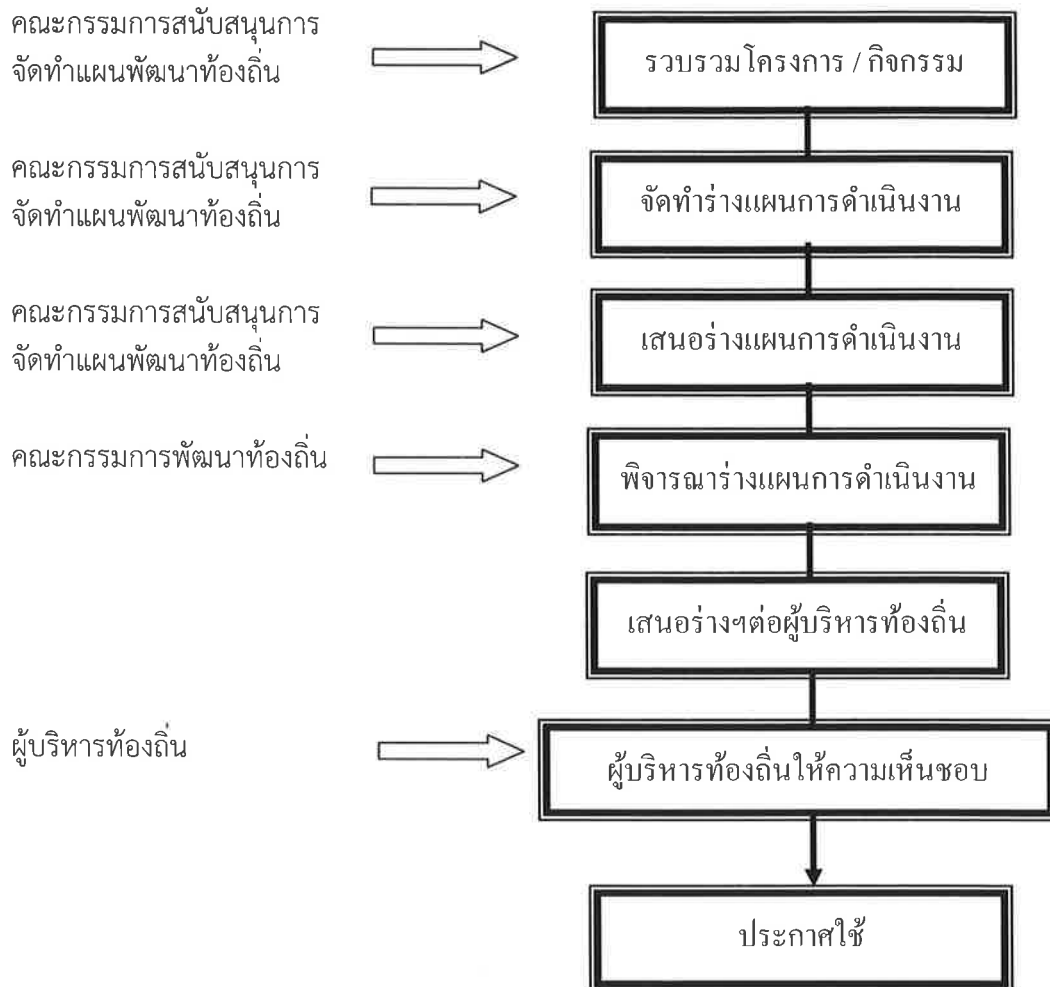 คณะกรรมการสนับสนุนการ
จัดทำแผนพัฒนาท้องถิ่น
รวบรวมโครงการ / กิจกรรม
คณะกรรมการสนับสนุนการ
จัดทำแผนพัฒนาท้องถิ่น
จัดทำร่างแผนการดำเนินงาน
คณะกรรมการสนับสนุนการ
จัดทำแผนพัฒนาท้องถิ่น
เสนอร่างแผนการดำเนินงาน
คณะกรรมการพัฒนาท้องถิ่น
พิจารณาร่างแผนการดำเนินงาน
เสนอร่างฯต่อผู้บริหารท้องถิ่น
ผู้บริหารท้องถิ่น
ผู้บริหารท้องถิ่นให้ความเห็นชอบ
ประกาศใช้